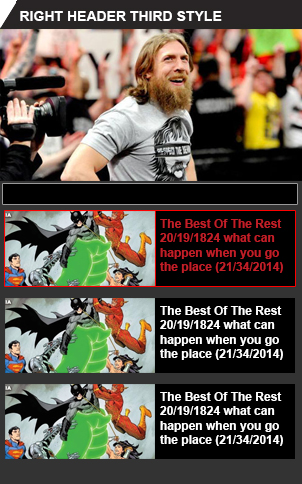 RIGHT HEADER THIRD STYLE
The Best Of The Rest
20/19/1824 what can
happen when you go
the place (21/34/2014)
The Best Of The Rest
20/19/1824 what can
happen when you go
the place (21/34/2014)
The Best Of The Rest
20/19/1824 what can
happen when you go
the place (21/34/2014)